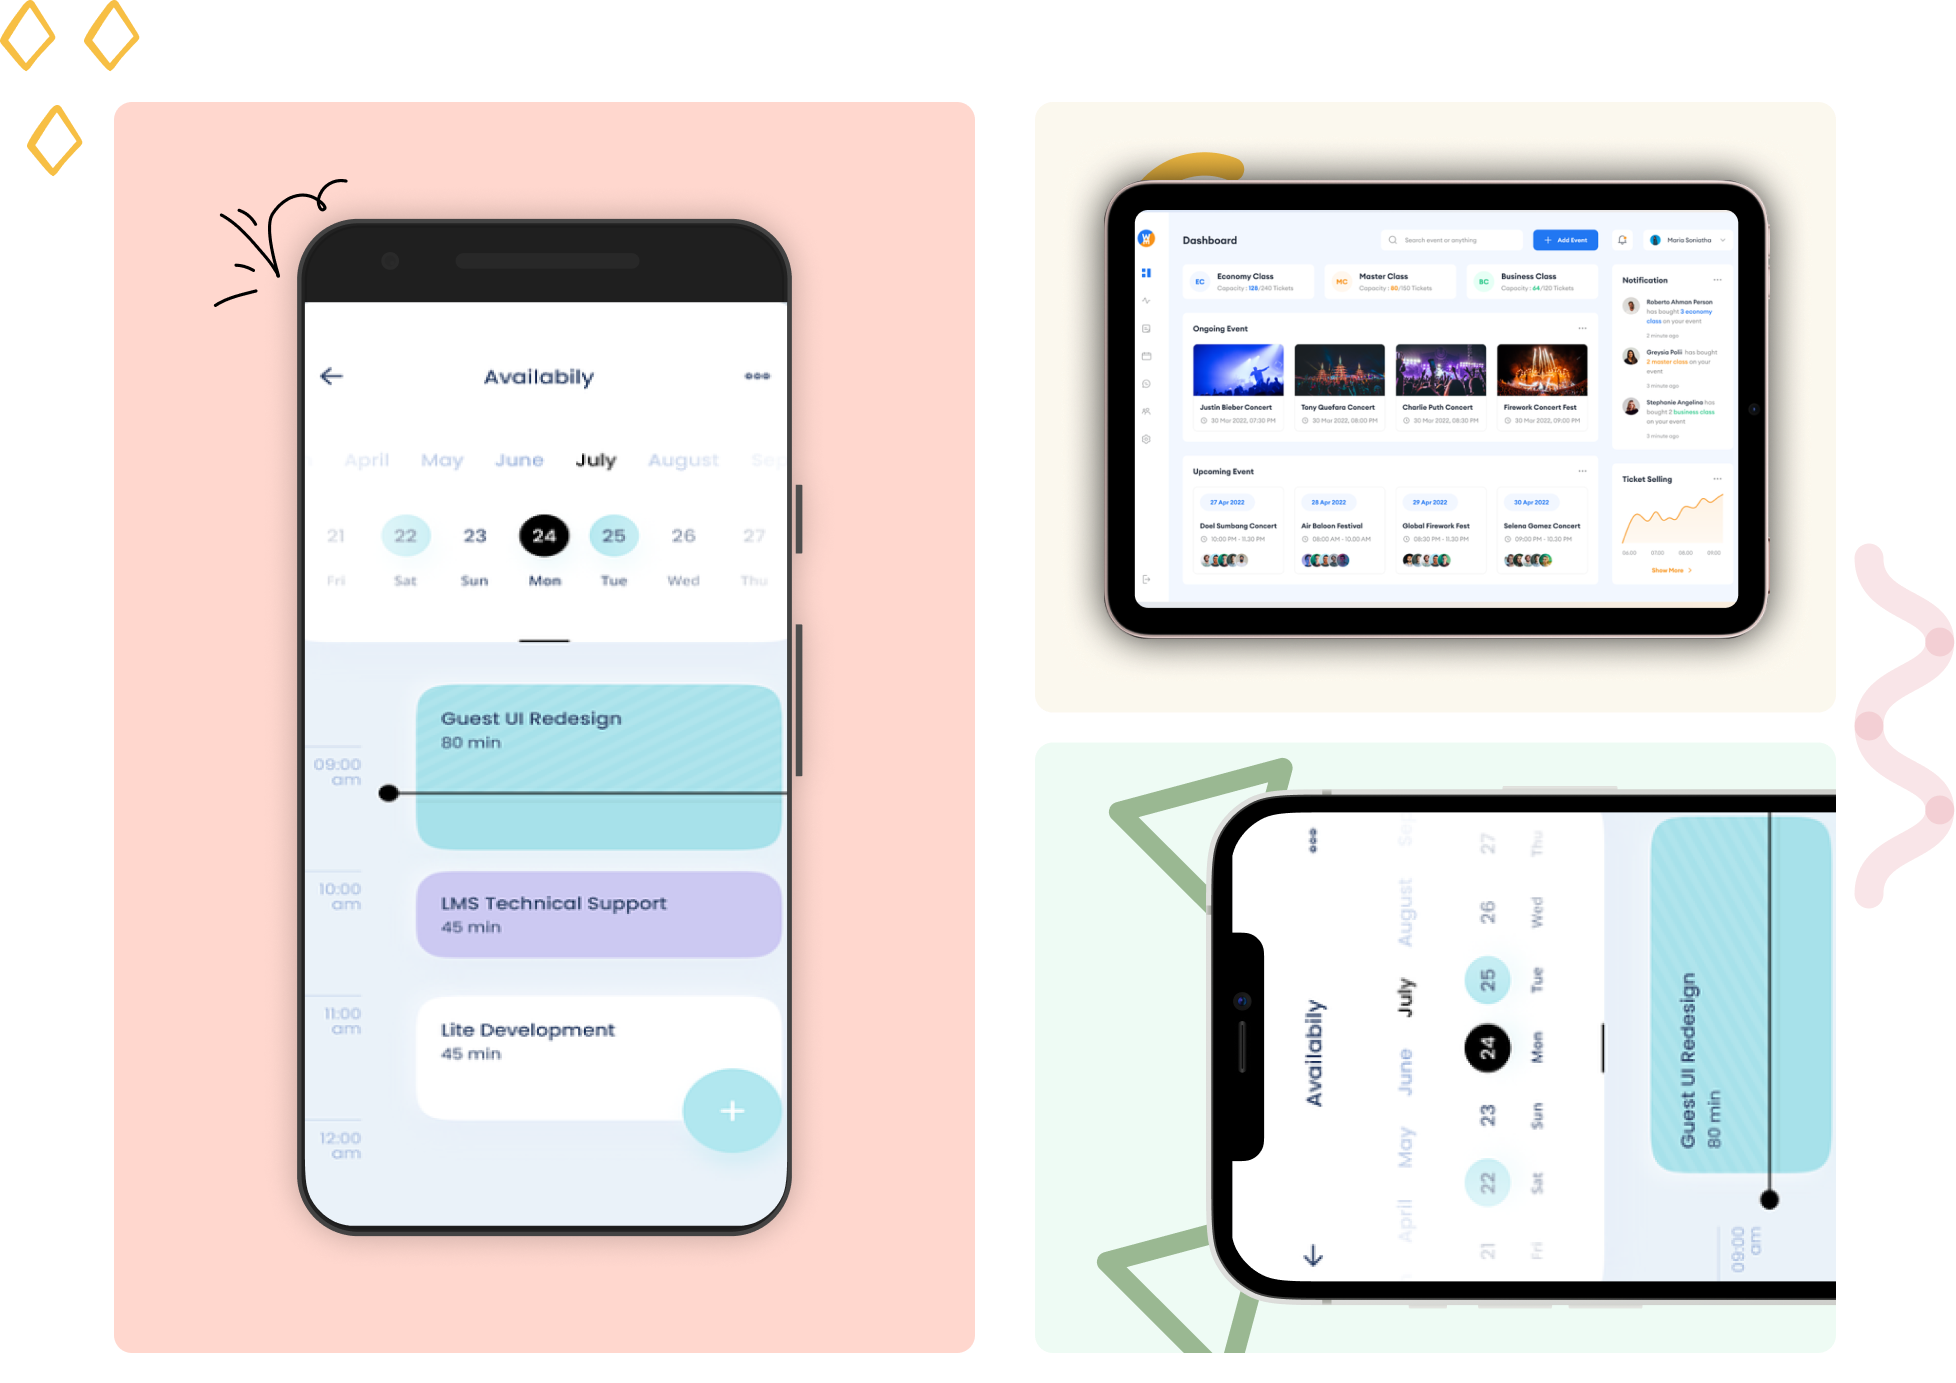 Availabily
April May June July August Sep
21 22 23 24 25 26 27
Fri Sat Sun Mon Tue Wed Thu
Guest UI Redesign
80 min
09:00
am
10:00
am
LMS Technical Support
45 min
11:00
am
Lite Development
45 min
+
12:00
am
Dashboard
Search event or anything
+ Add Event
Maria Soniatha
EC
Economy Class
Capacity : 128/240 Tickets
MC
Master Class
Capacity : 80/150 Tickets
BC
Business Class
Capacity : 64/120 Tickets
Ongoing Event
Justin Bieber Concert
30 Mar 2022, 07:30 PM
Tony Quefara Concert
30 Mar 2022, 08:00 PM
Charlie Puth Concert
30 Mar 2022, 08:30 PM
Firework Concert Fest
30 Mar 2022, 09:00 PM
Upcoming Event
27 Apr 2022
Doel Sumbang Concert
10:00 PM - 11.30 PM
28 Apr 2022
Air Baloon Festival
08:00 AM - 10.00 AM
29 Apr 2022
Global Firework Fest
08:30 PM - 11.30 PM
30 Apr 2022
Selena Gomez Concert
09:00 PM - 10.30 PM
Notification
Roberto Ahman Person
has bought 3 economy
class on your event
2 minute ago
Greysia Polii has bought
2 master class on your
event
3 minute ago
Stephanie Angelina has
bought 2 business class
on your event
3 minute ago
Ticket Selling
06.00 07.00 08.00 09.00
Show More >
Availabily
April May June July August Sep
21 22 23 24 25 26 27
Fri Sat Sun Mon Tue Wed Thu
Guest UI Redesign
80 min
09:00
am